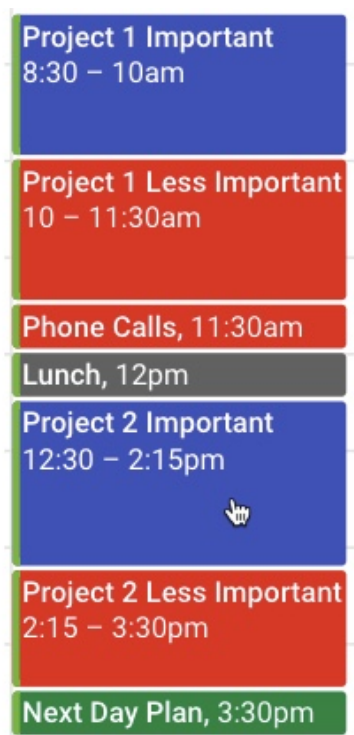 Project 1 Important
8:30 – 10am
Project 1 Less Important
10 – 11:30am
Phone Calls, 11:30am
Lunch, 12pm
Project 2 Important
12:30 – 2:15pm
Project 2 Less Important
2:15 – 3:30pm
Next Day Plan, 3:30pm